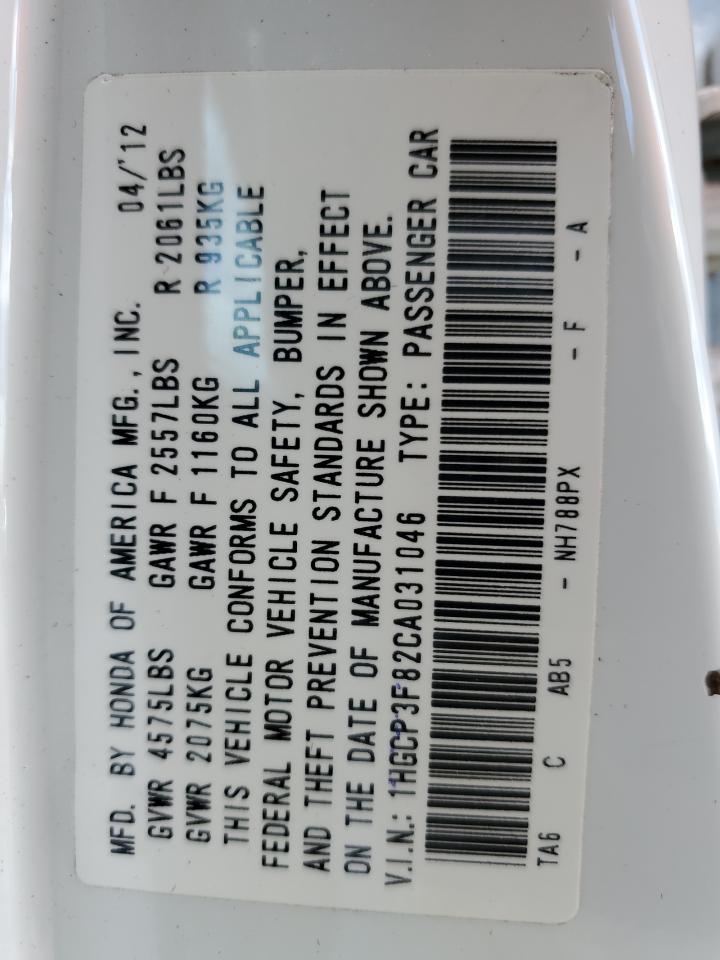 MFD. BY HONDA OF AMERICA MFG., INC. 04/'12
GVWR 4575LBS GAWR F 2557LBS R 2061LBS
GVWR 2075KG GAWR F 1160KG R 935KG
THIS VEHICLE CONFORMS TO ALL APPLICABLE
FEDERAL MOTOR VEHICLE SAFETY, BUMPER,
AND THEFT PREVENTION STANDARDS IN EFFECT
ON THE DATE OF MANUFACTURE SHOWN ABOVE.
V.I.N.: 1HGCP3F82CA031046 TYPE: PASSENGER CAR
TA6 C AB5 - NH788PX - F - A